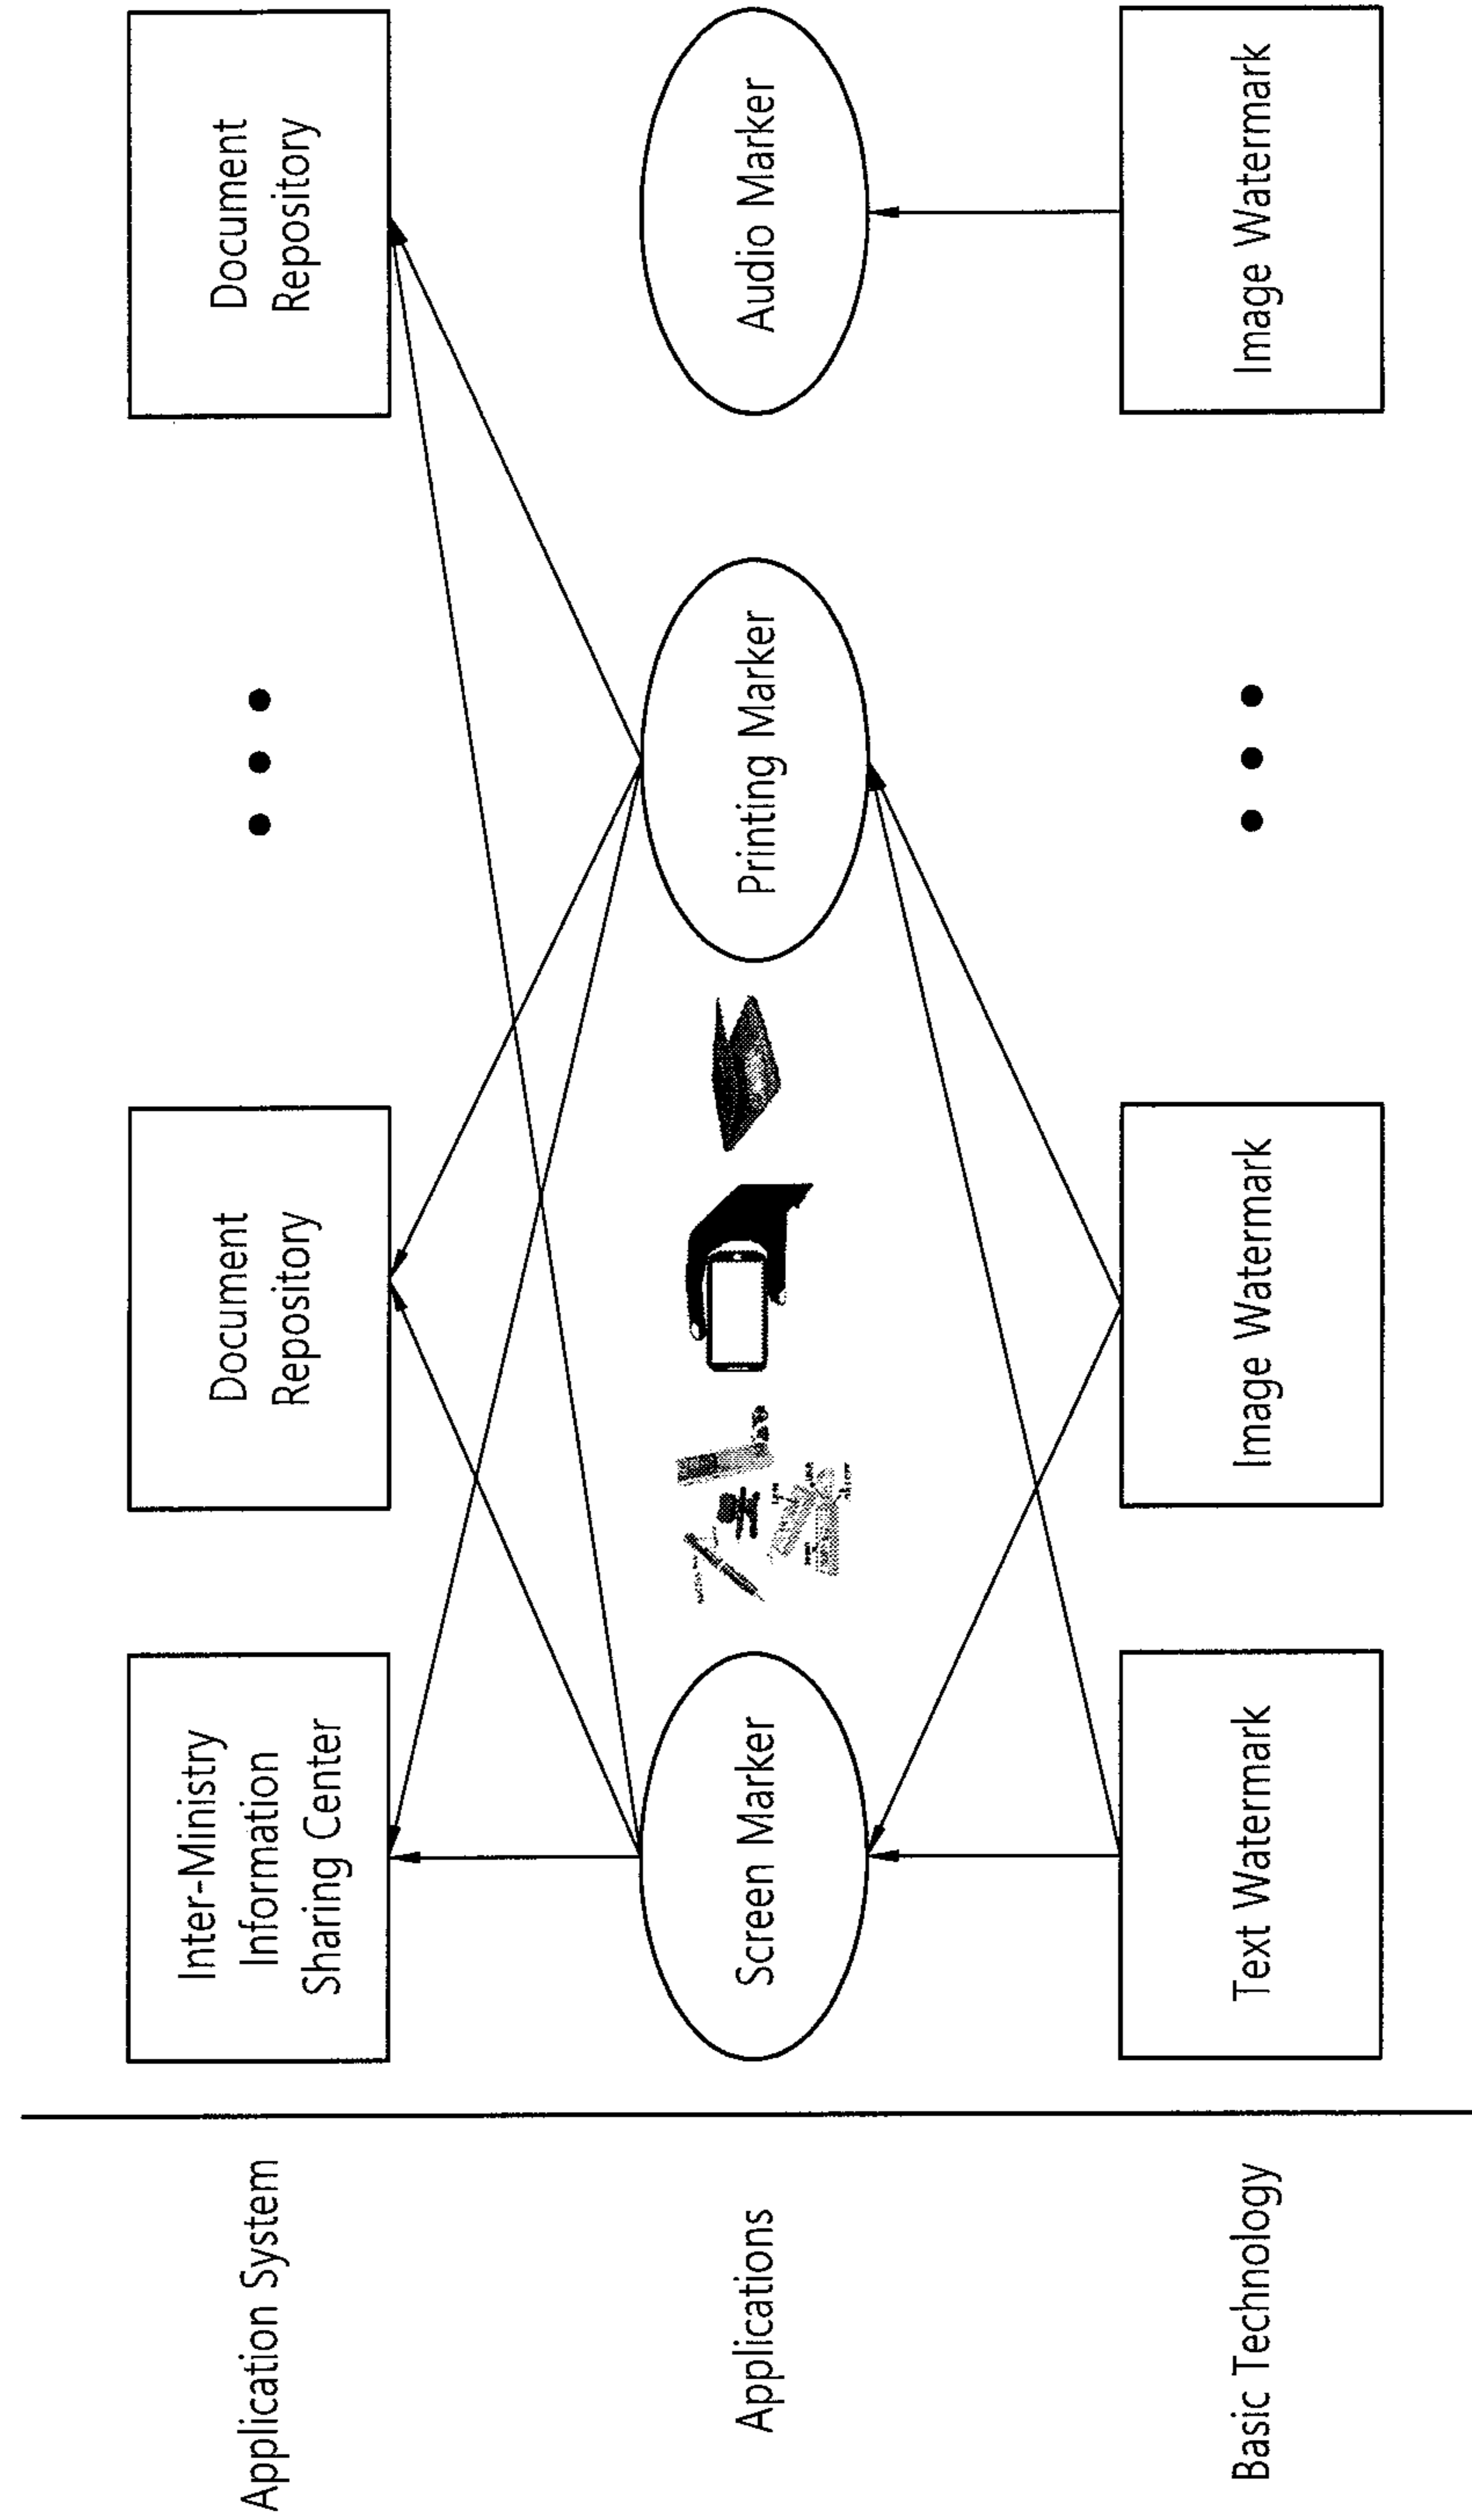 Application System
Inter-Ministry
Information
Sharing Center
Document
Repository
Document
Repository
Applications
Screen Marker
Printing Marker
Audio Marker
Basic Technology
Text Watermark
Image Watermark
Image Watermark